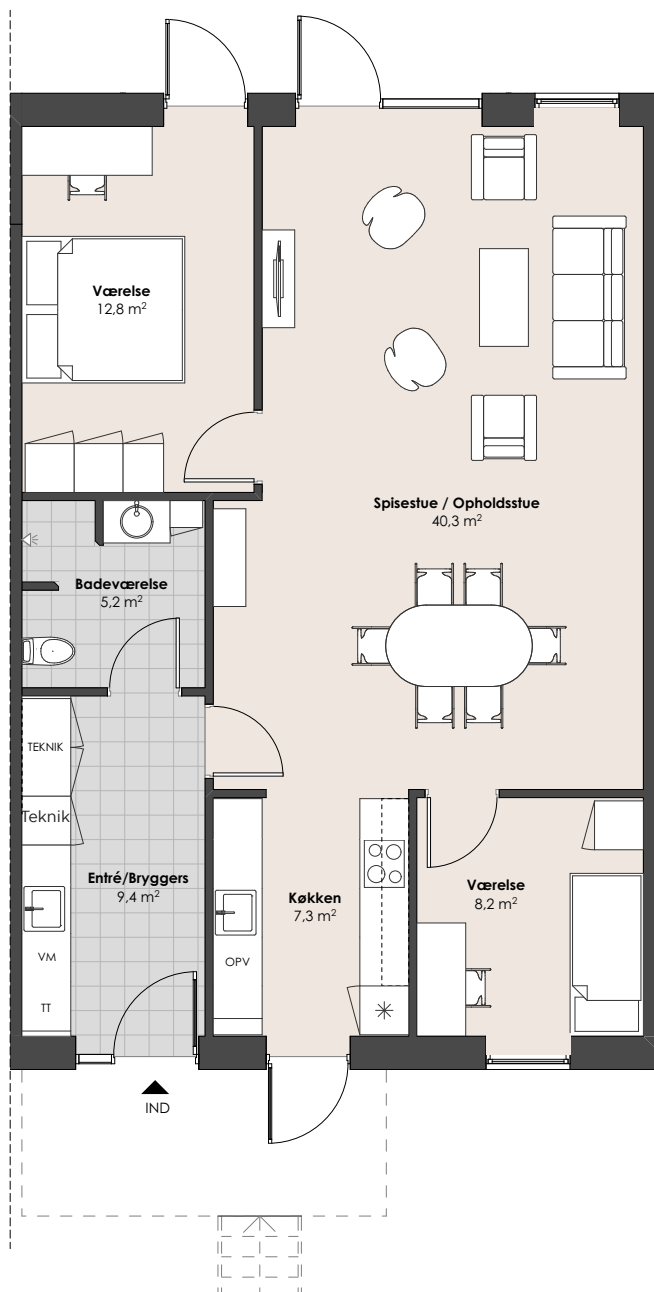 Værelse
12,8 m²
Spisestue / Opholdsstue
40,3 m²
Badeværelse
5,2 m²
TEKNIK
Teknik
Entré/Bryggers
9,4 m²
Køkken
7,3 m²
Værelse
8,2 m²
VM
OPV
TT
IND